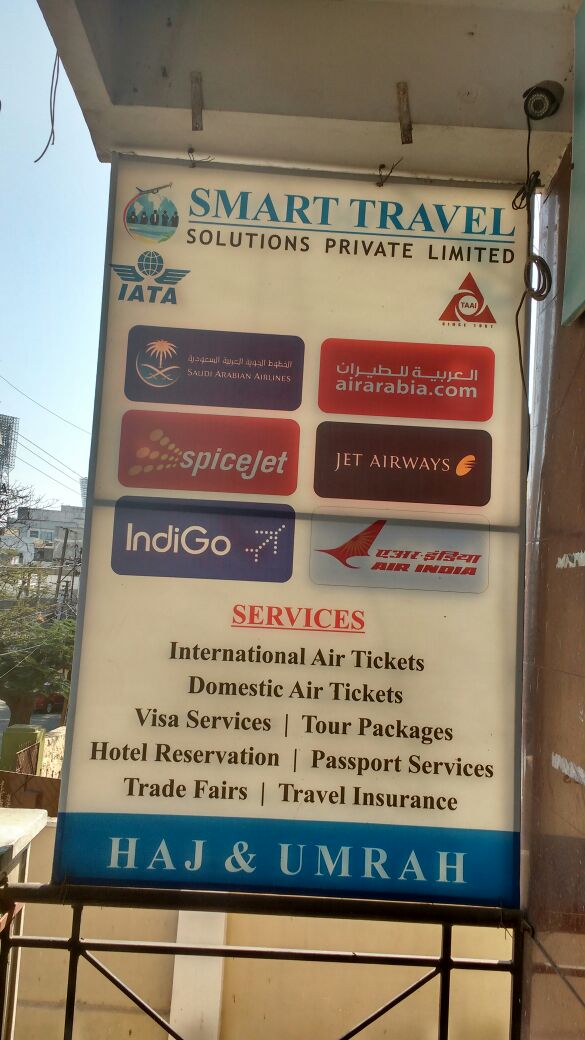 SMART TRAVEL
SOLUTIONS PRIVATE LIMITED
IATA
TAAI
SINCE 1951
الخطوط الجوية العربية السعودية
SAUDI ARABIAN AIRLINES
العربية للطيران
airarabia.com
spiceJet
JET AIRWAYS
IndiGo
एअर इंडिया
AIR INDIA
SERVICES
International Air Tickets
Domestic Air Tickets
Visa Services | Tour Packages
Hotel Reservation | Passport Services
Trade Fairs | Travel Insurance
HAJ & UMRAH